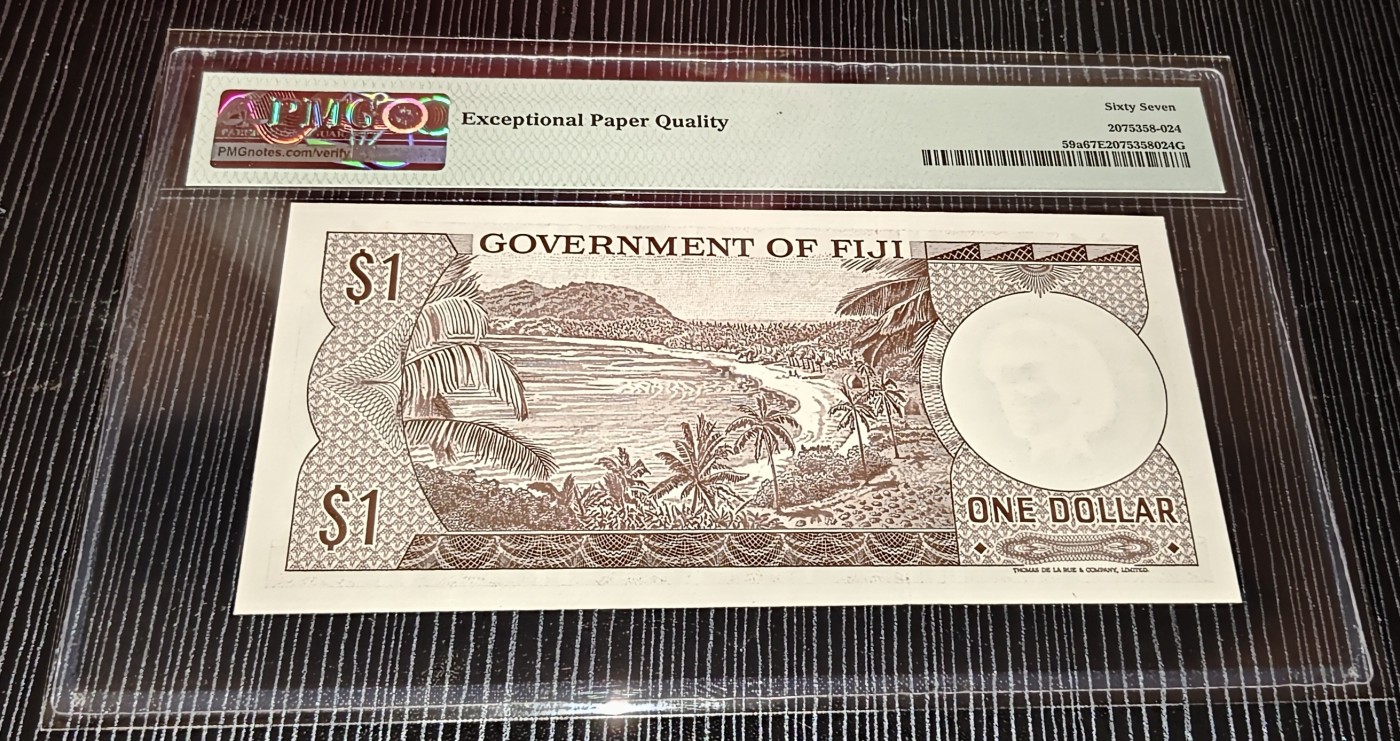 PMG
PMGnotes.com/verify
Exceptional Paper Quality
Sixty Seven
2075358-024
59a67E2075358024G
GOVERNMENT OF FIJI
$1
$1
ONE DOLLAR
THOMAS DE LA RUE & COMPANY, LIMITED.